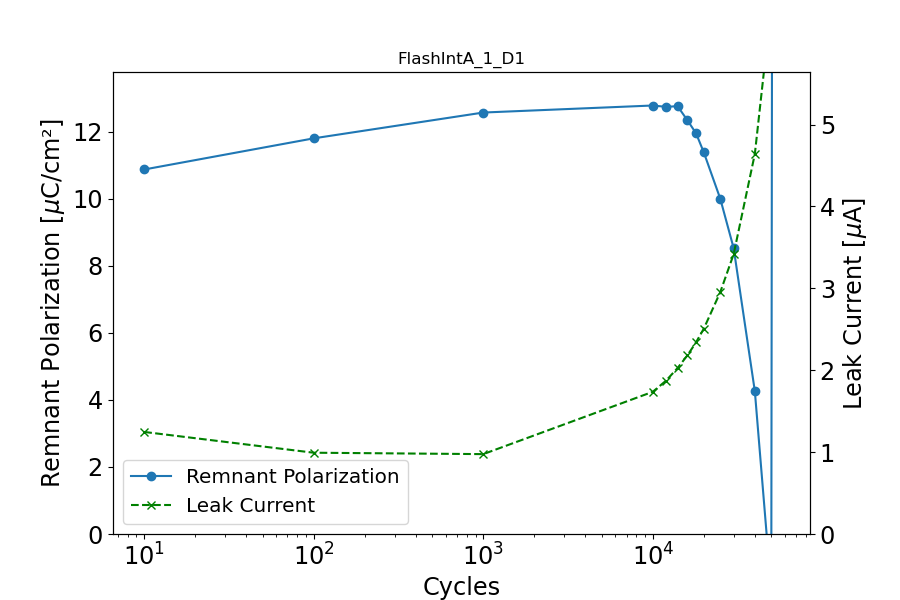 FlashIntA_1_D1
Remnant Polarization [μC/cm²]
12
10
8
6
4
2
0
5
4
3
2
1
0
Leak Current [μA]
Remnant Polarization
Leak Current
10¹ 10² 10³ 10⁴
Cycles